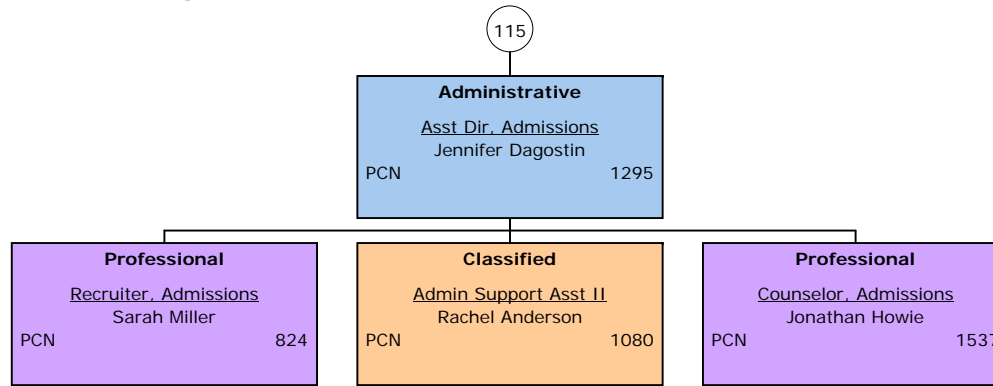 115
Administrative
Asst Dir, Admissions
Jennifer Dagostin
PCN 1295
Professional
Recruiter, Admissions
Sarah Miller
PCN 824
Classified
Admin Support Asst II
Rachel Anderson
PCN 1080
Professional
Counselor, Admissions
Jonathan Howie
PCN 1537